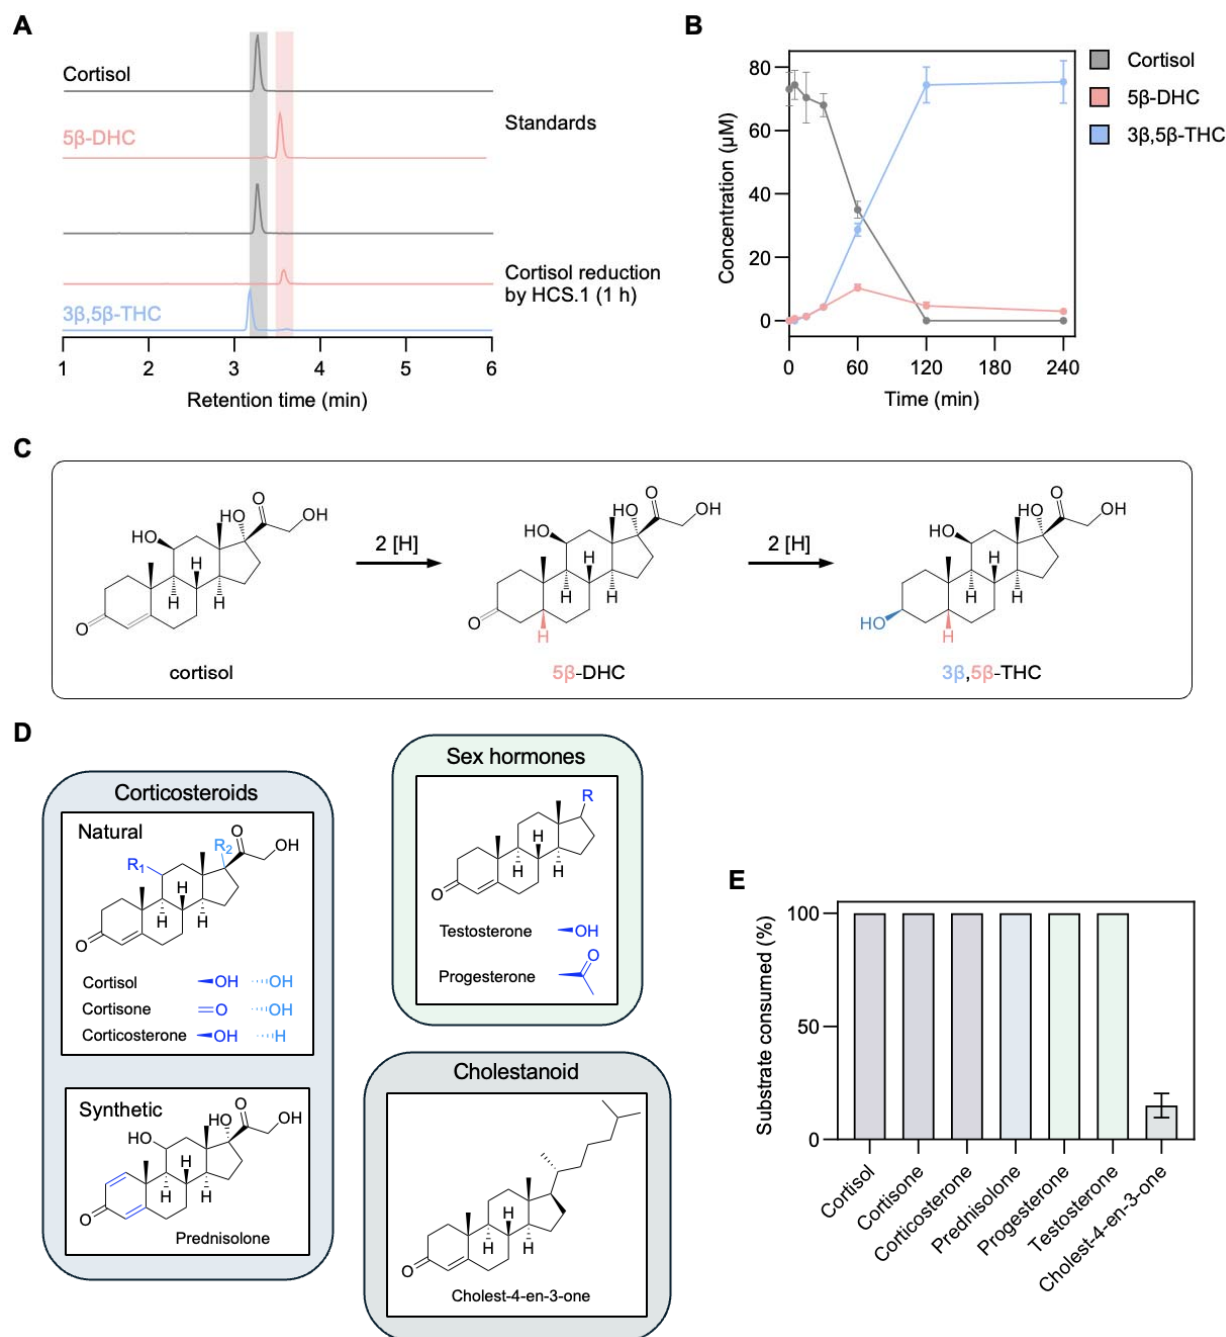 A
Cortisol
5β-DHC
Standards
Cortisol reduction
by HCS.1 (1 h)
3β,5β-THC
1 2 3 4 5 6
Retention time (min)
B
80
60
40
20
0
Concentration (μM)
0 60 120 180 240
Time (min)
Cortisol
5β-DHC
3β,5β-THC
C
O
HO
OH
HO
H
H
H
O
cortisol
2 [H]
O
HO
OH
HO
H
H
H
O
H
5β-DHC
2 [H]
O
HO
OH
HO
H
H
H
HO
H
3β,5β-THC
D
Corticosteroids
Natural
O
R2
OH
R1
H
H
H
O
Cortisol OH OH
Cortisone =O OH
Corticosterone OH H
Synthetic
O
HO
OH
HO
H
H
H
O
Prednisolone
Sex hormones
R
H
H
H
O
Testosterone OH
O
Progesterone
Cholestanoid
H
H
H
O
Cholest-4-en-3-one
E
100
50
0
Substrate consumed (%)
Cortisol
Cortisone
Corticosterone
Prednisolone
Progesterone
Testosterone
Cholest-4-en-3-one